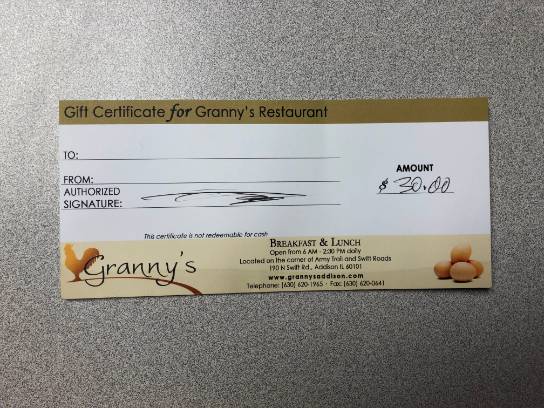 Gift Certificate for Granny's Restaurant
TO:
FROM:
AUTHORIZED
SIGNATURE:
AMOUNT
$ 30.00
This certificate is not redeemable for cash
Granny's
BREAKFAST & LUNCH
Open from 6 AM - 2:30 PM daily
Located on the corner of Army Trail and Swift Roads
190 N Swift Rd., Addison IL 60101
www.grannysaddison.com
Telephone: (630) 620-1965 · Fax: (630) 620-0641